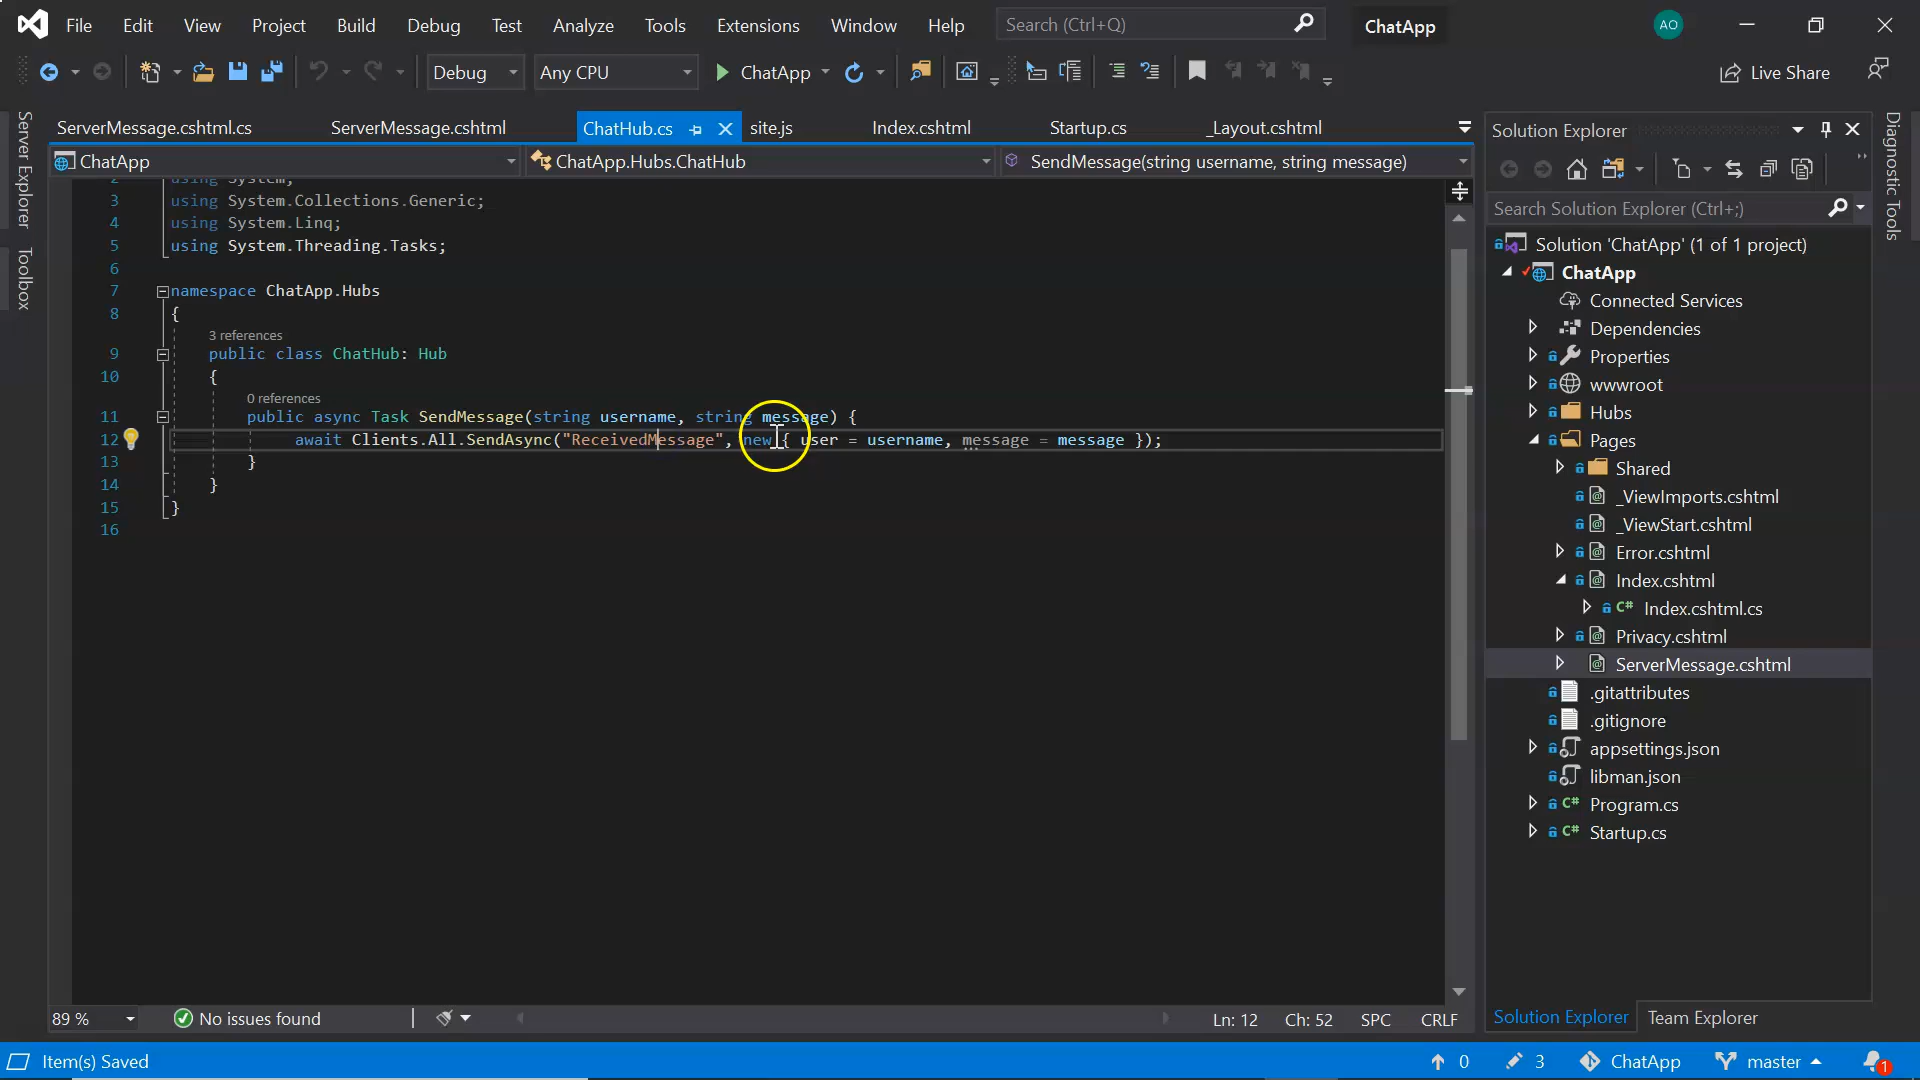 File Edit View Project Build Debug Test Analyze Tools Extensions Window Help Search (Ctrl+Q) ChatApp AO
Debug Any CPU ChatApp Live Share
Server Explorer
Toolbox
ServerMessage.cshtml.cs ServerMessage.cshtml ChatHub.cs site.js Index.cshtml Startup.cs _Layout.cshtml
ChatApp ChatApp.Hubs.ChatHub SendMessage(string username, string message)
2 using System;
3 using System.Collections.Generic;
4 using System.Linq;
5 using System.Threading.Tasks;
6
7 namespace ChatApp.Hubs
8 {
3 references
9 public class ChatHub: Hub
10 {
0 references
11 public async Task SendMessage(string username, string message) {
12 await Clients.All.SendAsync("ReceivedMessage", new { user = username, message = message });
13 }
14 }
15 }
16
89 % No issues found Ln: 12 Ch: 52 SPC CRLF
Solution Explorer
Search Solution Explorer (Ctrl+;)
Solution 'ChatApp' (1 of 1 project)
ChatApp
Connected Services
Dependencies
Properties
wwwroot
Hubs
Pages
Shared
_ViewImports.cshtml
_ViewStart.cshtml
Error.cshtml
Index.cshtml
C# Index.cshtml.cs
Privacy.cshtml
ServerMessage.cshtml
.gitattributes
.gitignore
appsettings.json
libman.json
C# Program.cs
C# Startup.cs
Solution Explorer Team Explorer
Diagnostic Tools
Item(s) Saved 0 3 ChatApp master 1